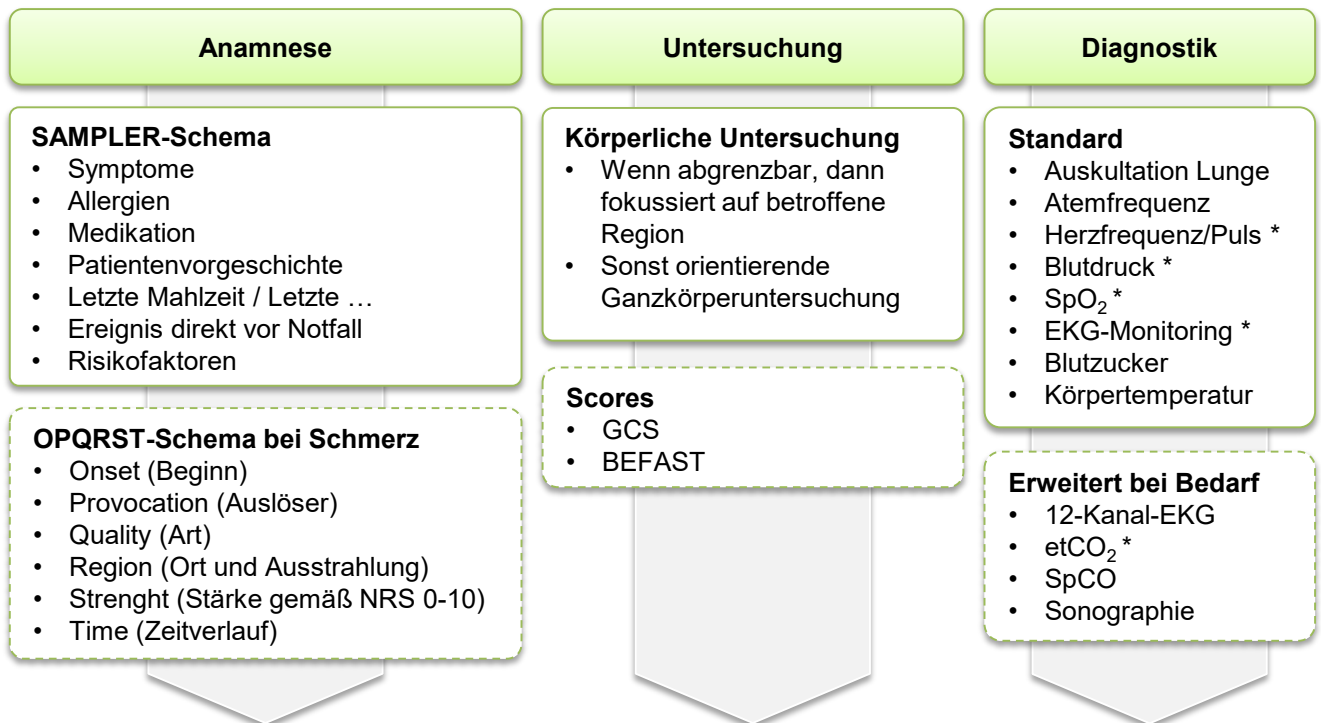 Anamnese
SAMPLER-Schema
• Symptome
• Allergien
• Medikation
• Patientenvorgeschichte
• Letzte Mahlzeit / Letzte …
• Ereignis direkt vor Notfall
• Risikofaktoren
OPQRST-Schema bei Schmerz
• Onset (Beginn)
• Provocation (Auslöser)
• Quality (Art)
• Region (Ort und Ausstrahlung)
• Strenght (Stärke gemäß NRS 0-10)
• Time (Zeitverlauf)
Untersuchung
Körperliche Untersuchung
• Wenn abgrenzbar, dann
fokussiert auf betroffene
Region
• Sonst orientierende
Ganzkörperuntersuchung
Scores
• GCS
• BEFAST
Diagnostik
Standard
• Auskultation Lunge
• Atemfrequenz
• Herzfrequenz/Puls *
• Blutdruck *
• SpO₂ *
• EKG-Monitoring *
• Blutzucker
• Körpertemperatur
Erweitert bei Bedarf
• 12-Kanal-EKG
• etCO₂ *
• SpCO
• Sonographie